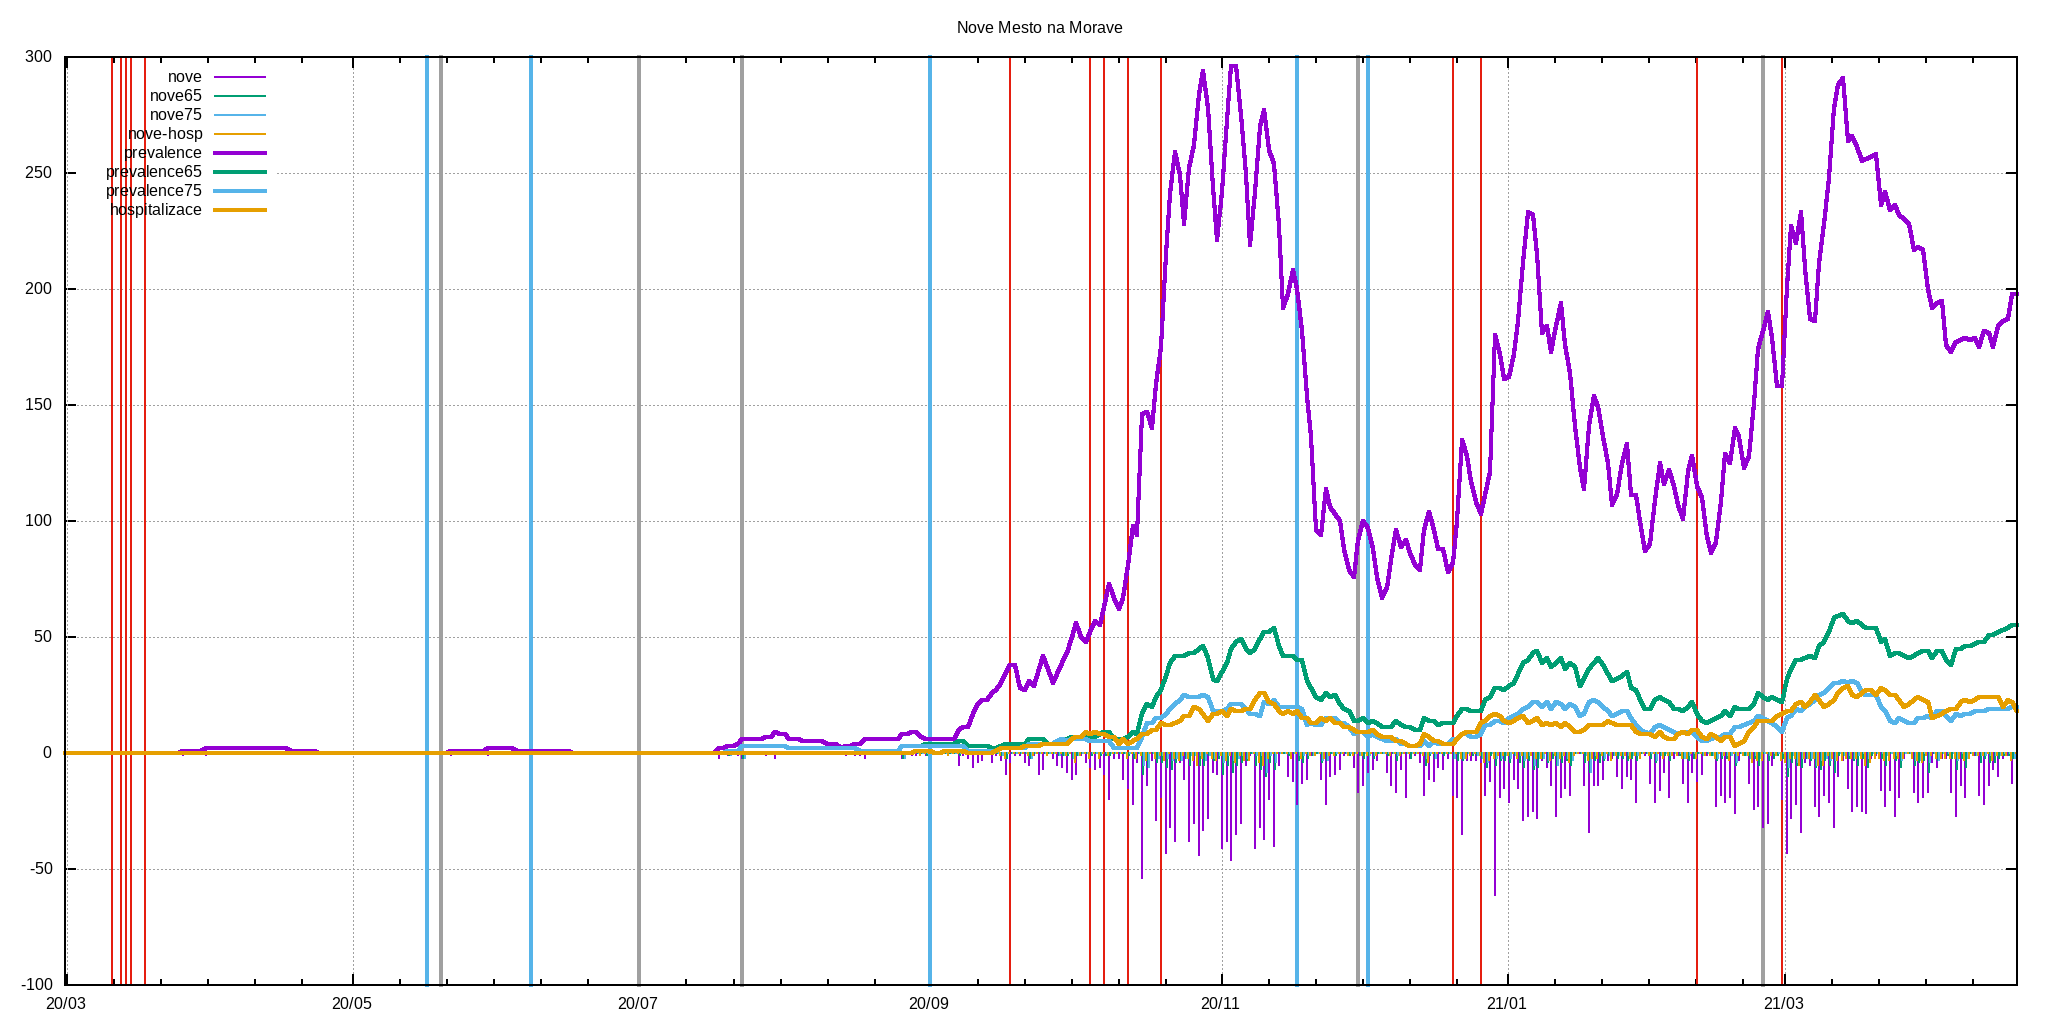 Nove Mesto na Morave
300
250
200
150
100
50
0
-50
-100
nove
nove65
nove75
nove-hosp
prevalence
prevalence65
prevalence75
hospitalizace
20/03 20/05 20/07 20/09 20/11 21/01 21/03